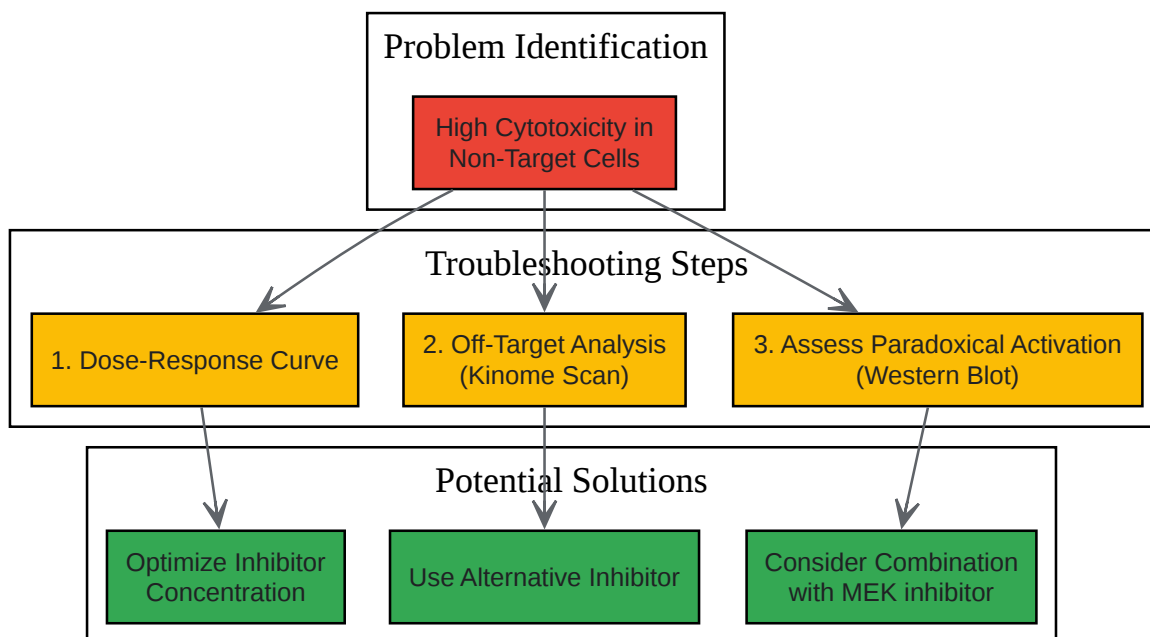 Problem Identification
High Cytotoxicity in
Non-Target Cells
Troubleshooting Steps
1. Dose-Response Curve
2. Off-Target Analysis
(Kinome Scan)
3. Assess Paradoxical Activation
(Western Blot)
Potential Solutions
Optimize Inhibitor
Concentration
Use Alternative Inhibitor
Consider Combination
with MEK inhibitor